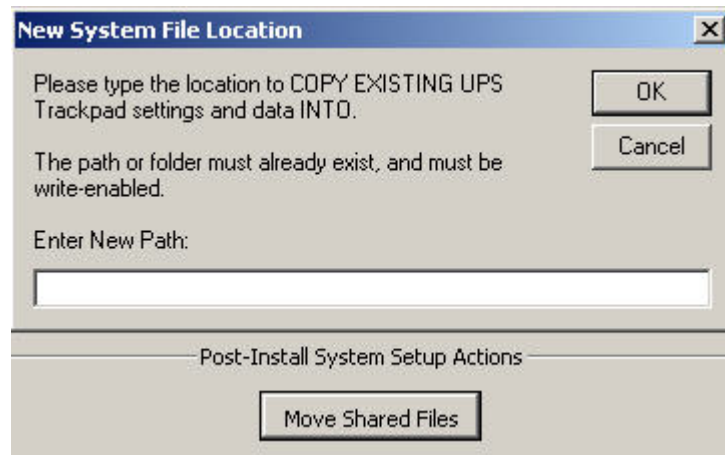 New System File Location
Please type the location to COPY EXISTING UPS
Trackpad settings and data INTO.
OK
Cancel
The path or folder must already exist, and must be
write-enabled.
Enter New Path:
Post-Install System Setup Actions
Move Shared Files